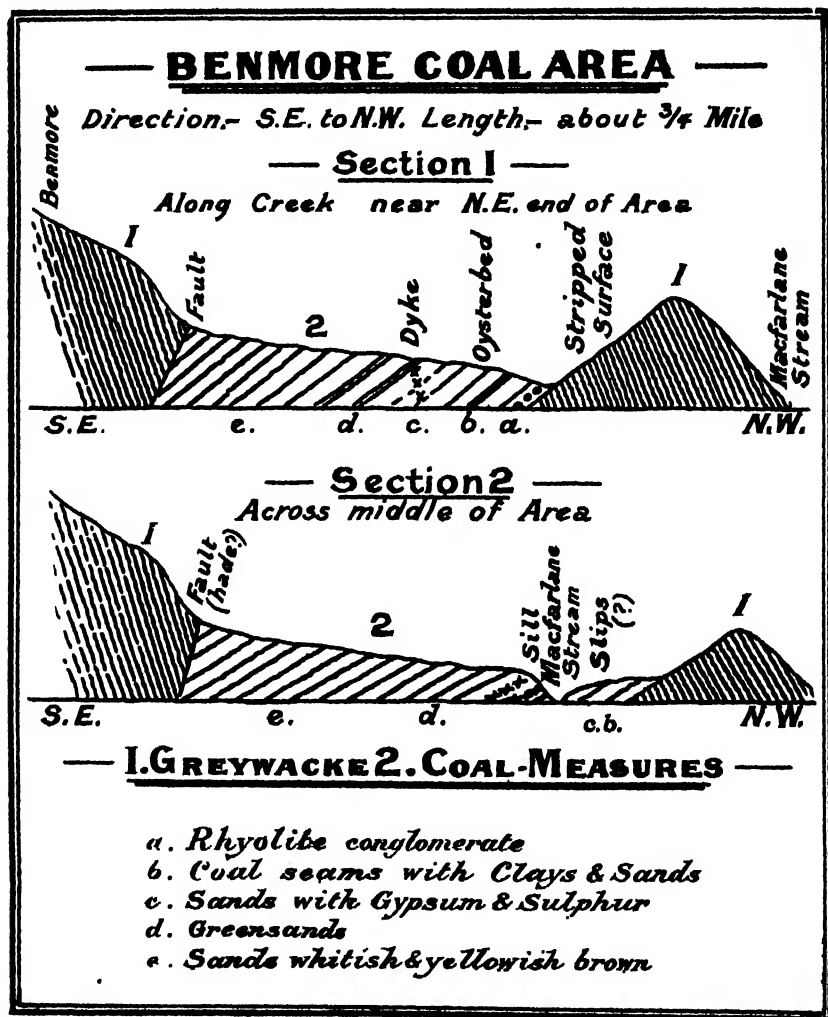 — BENMORE COAL AREA —
Direction.- S.E. to N.W. Length.- about ¾ Mile
— Section 1 —
Along Creek near N.E. end of Area
Benmore
I
Fault
2
Dyke
Oysterbed
Stripped
Surface
I
Macfarlane
Stream
S.E. e. d. c. b. a. N.W.
— Section 2 —
Across middle of Area
I
Fault
(hade?)
2
Sill
Macfarlane
Stream
Slips
(?)
I
S.E. e. d. c.b. N.W.
— I. GREYWACKE 2. COAL-MEASURES —
a. Rhyolite conglomerate
b. Coal seams with Clays & Sands
c. Sands with Gypsum & Sulphur
d. Greensands
e. Sands whitish & yellowish brown